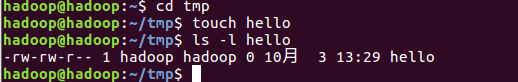 hadoop@hadoop:~$ cd tmp
hadoop@hadoop:~/tmp$ touch hello
hadoop@hadoop:~/tmp$ ls -l hello
-rw-rw-r-- 1 hadoop hadoop 0 10月  3 13:29 hello
hadoop@hadoop:~/tmp$